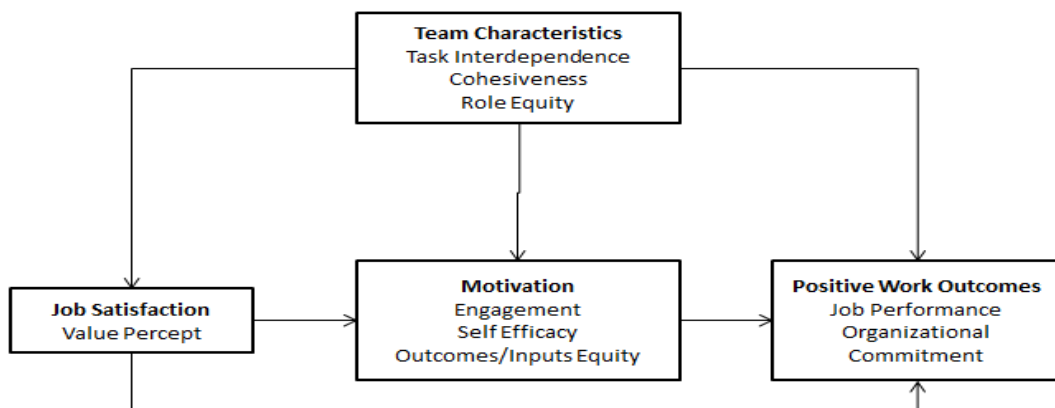 Team Characteristics
Task Interdependence
Cohesiveness
Role Equity
Job Satisfaction
Value Percept
Motivation
Engagement
Self Efficacy
Outcomes/Inputs Equity
Positive Work Outcomes
Job Performance
Organizational
Commitment